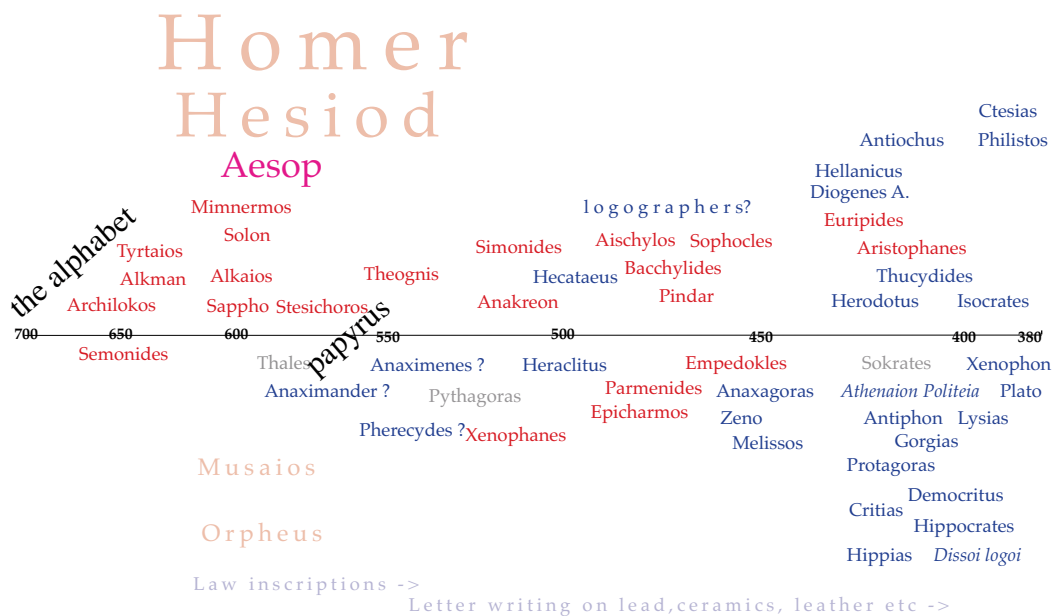 Homer
Hesiod
Ctesias
Antiochus Philistos
Aesop
Hellanicus
Diogenes A.
Mimnermos logographers?
Euripides
Solon
Simonides Aischylos Sophocles
Tyrtaios Aristophanes
the alphabet
Alkman Alkaios Theognis Hecataeus Bacchylides Thucydides
Archilokos Sappho Stesichoros Anakreon Pindar Herodotus Isocrates
700 650 600 550 500 450 400 380
papyrus
Semonides
Thales Anaximenes ? Heraclitus Empedokles Sokrates Xenophon
Anaximander ? Pythagoras Parmenides Anaxagoras Athenaion Politeia Plato
Epicharmos Zeno Antiphon Lysias
Pherecydes ? Xenophanes Melissos Gorgias
Musaios Protagoras
Democritus
Critias
Orpheus Hippocrates
Hippias Dissoi logoi
Law inscriptions ->
Letter writing on lead,ceramics, leather etc ->